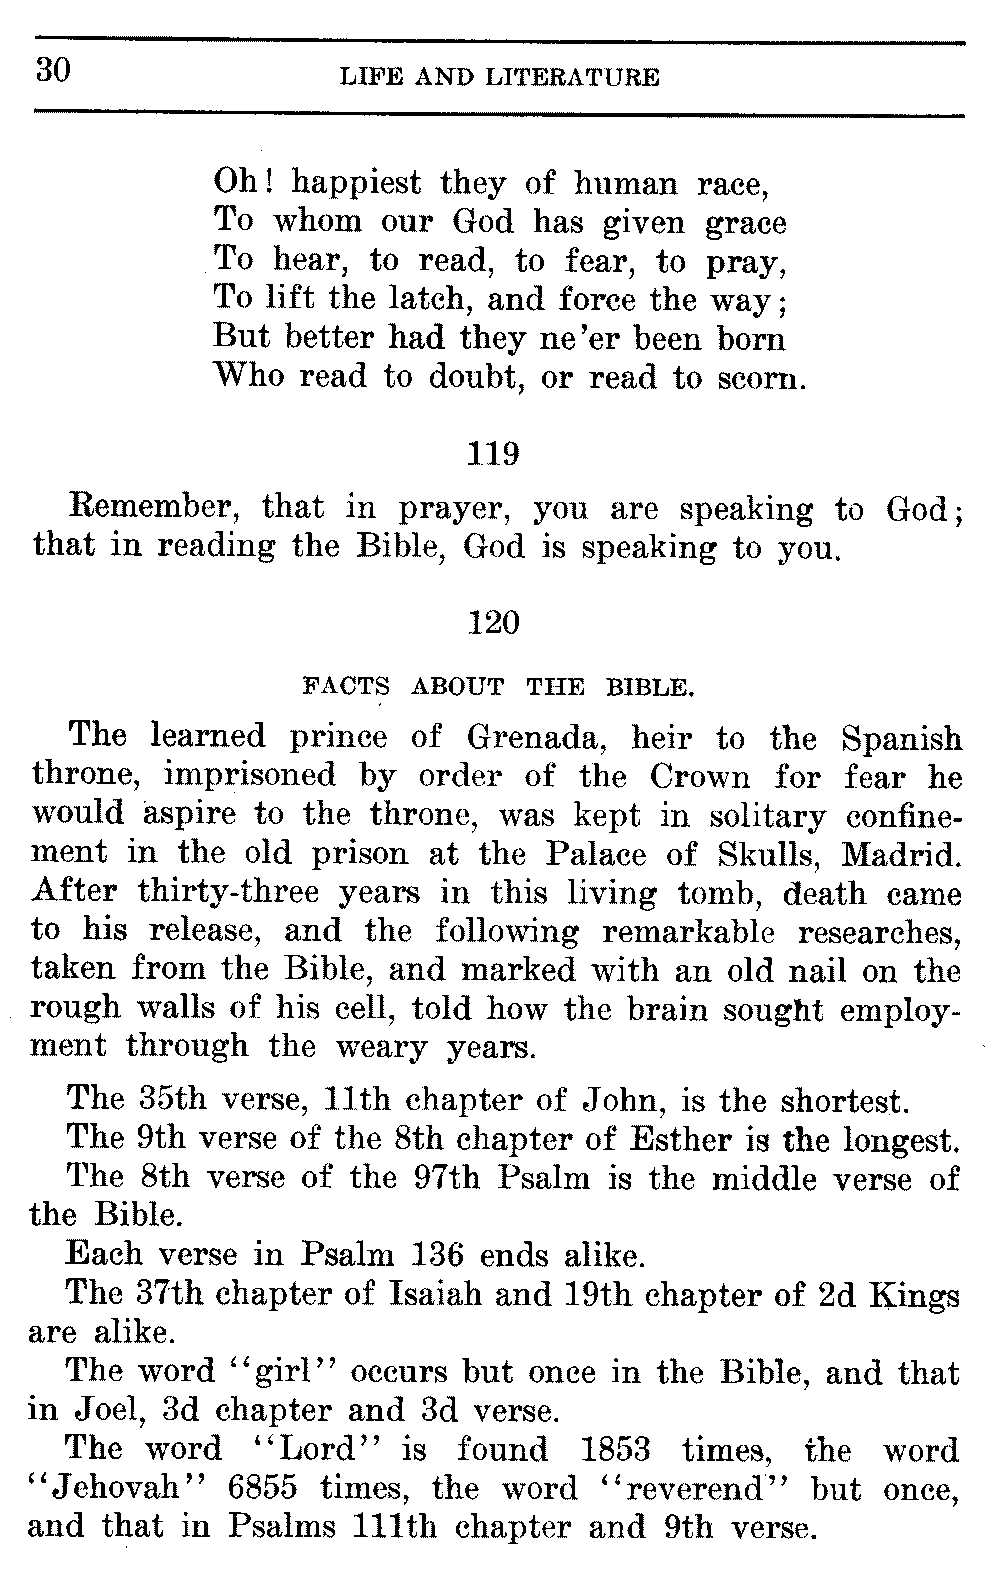 30
LIFE AND LITERATURE
Oh! happiest they of human race,
To whom our God has given grace
To hear, to read, to fear, to pray,
To lift the latch, and force the way;
But better had they ne'er been born
Who read to doubt, or read to scorn.
119
Remember, that in prayer, you are speaking to God;
that in reading the Bible, God is speaking to you.
120
FACTS ABOUT THE BIBLE.
The learned prince of Grenada, heir to the Spanish
throne, imprisoned by order of the Crown for fear he
would aspire to the throne, was kept in solitary confine-
ment in the old prison at the Palace of Skulls, Madrid.
After thirty-three years in this living tomb, death came
to his release, and the following remarkable researches,
taken from the Bible, and marked with an old nail on the
rough walls of his cell, told how the brain sought employ-
ment through the weary years.
The 35th verse, 11th chapter of John, is the shortest.
The 9th verse of the 8th chapter of Esther is the longest.
The 8th verse of the 97th Psalm is the middle verse of
the Bible.
Each verse in Psalm 136 ends alike.
The 37th chapter of Isaiah and 19th chapter of 2d Kings
are alike.
The word "girl" occurs but once in the Bible, and that
in Joel, 3d chapter and 3d verse.
The word "Lord" is found 1853 times, the word
"Jehovah" 6855 times, the word "reverend" but once,
and that in Psalms 111th chapter and 9th verse.